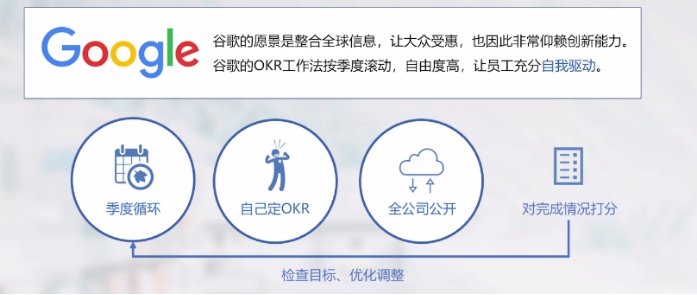 Google
谷歌的愿景是整合全球信息，让大众受惠，也因此非常仰赖创新能力。
谷歌的OKR工作法按季度滚动，自由度高，让员工充分自我驱动。
季度循环
自己定OKR
全公司公开
对完成情况打分
检查目标、优化调整